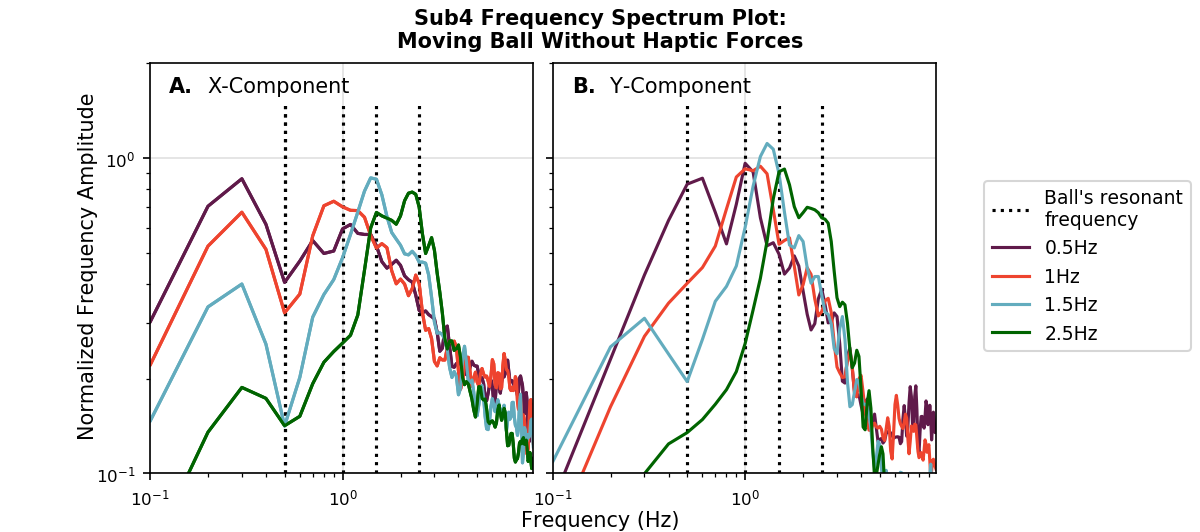 Sub4 Frequency Spectrum Plot:
Moving Ball Without Haptic Forces
A. X-Component
B. Y-Component
Normalized Frequency Amplitude
10⁰
10⁻¹
10⁻¹
10⁰
10⁻¹
10⁰
Frequency (Hz)
Ball's resonant
frequency
0.5Hz
1Hz
1.5Hz
2.5Hz